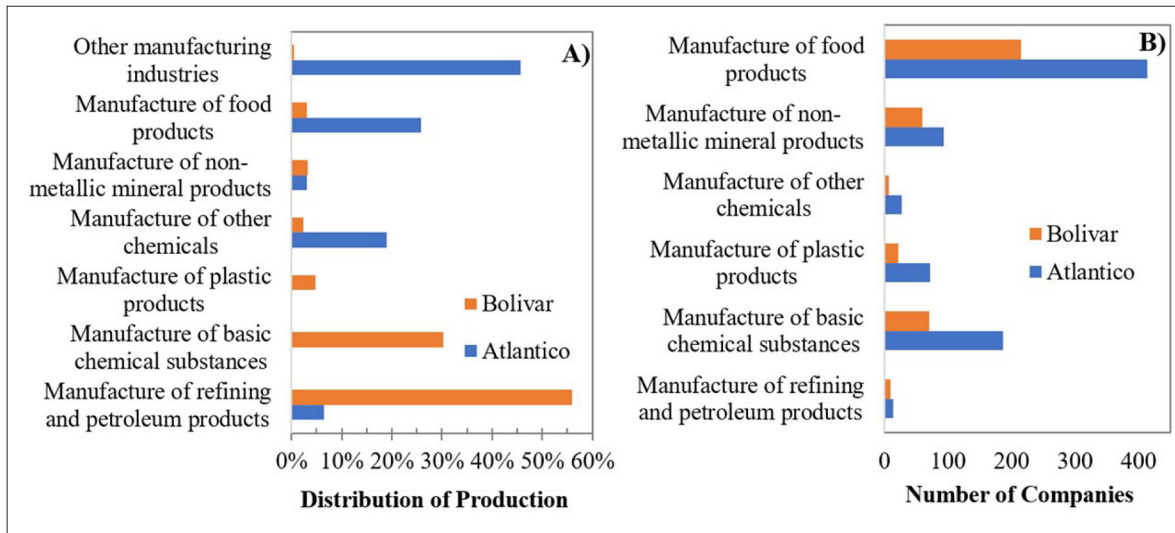 A)
Other manufacturing
industries
Manufacture of food
products
Manufacture of non-
metallic mineral products
Manufacture of other
chemicals
Manufacture of plastic
products
Manufacture of basic
chemical substances
Manufacture of refining
and petroleum products
Bolivar
Atlantico
0% 10% 20% 30% 40% 50% 60%
Distribution of Production
B)
Manufacture of food
products
Manufacture of non-
metallic mineral products
Manufacture of other
chemicals
Manufacture of plastic
products
Manufacture of basic
chemical substances
Manufacture of refining
and petroleum products
Bolivar
Atlantico
0 100 200 300 400
Number of Companies